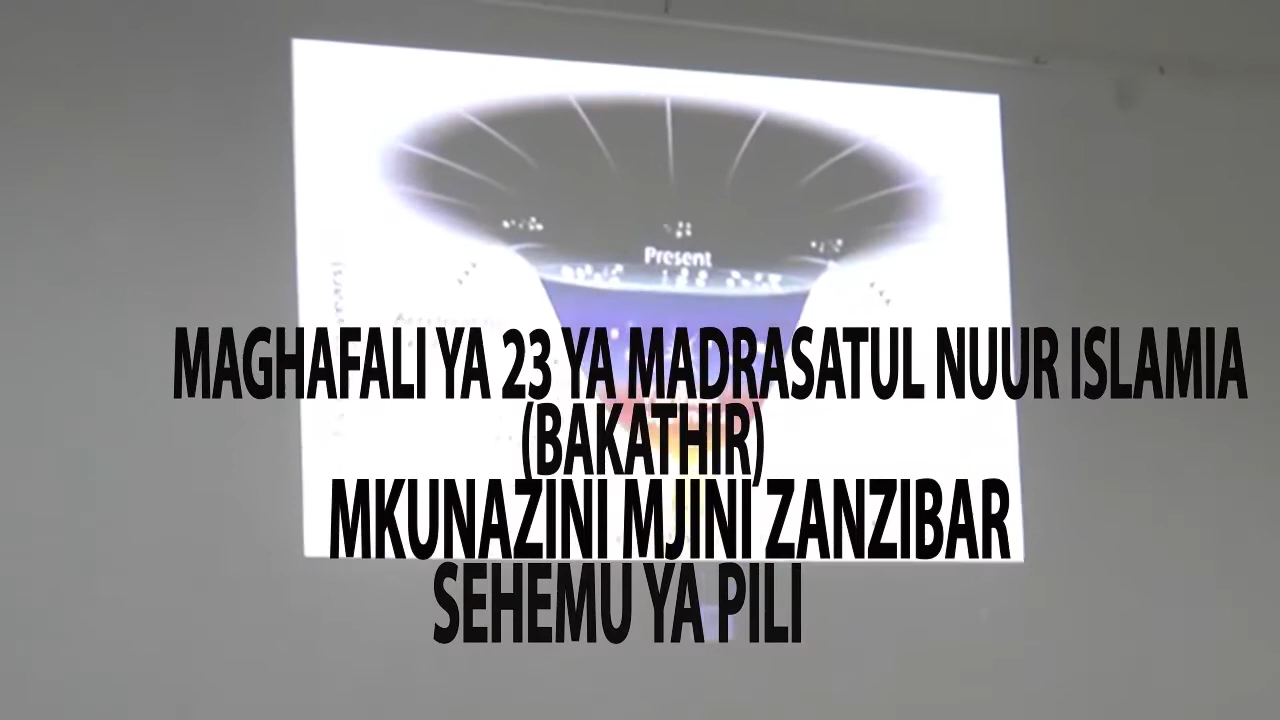 Present
MAGHAFALI YA 23 YA MADRASATUL NUUR ISLAMIA
(BAKATHIR)
MKUNAZINI MJINI ZANZIBAR
SEHEMU YA PILI